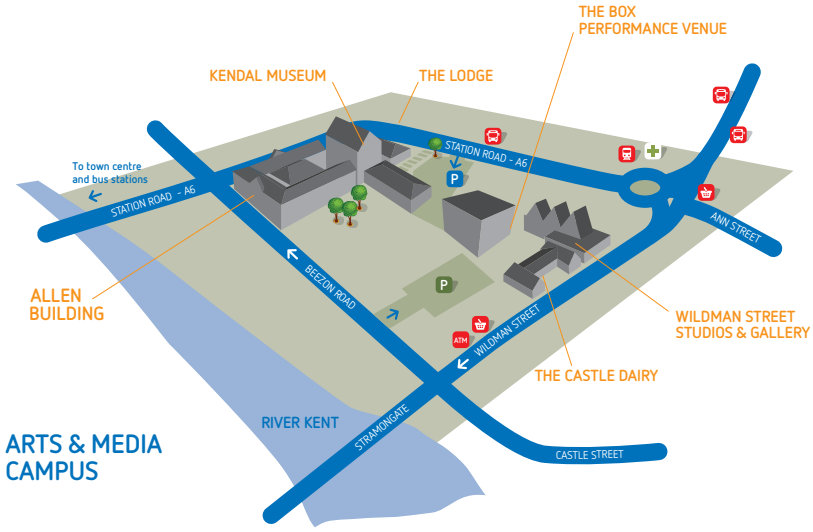 THE BOX
PERFORMANCE VENUE
KENDAL MUSEUM
THE LODGE
STATION ROAD - A6
P
To town centre
and bus stations
STATION ROAD - A6
ANN STREET
ALLEN
BUILDING
BEEZON ROAD
P
WILDMAN STREET
ATM
WILDMAN STREET
STUDIOS & GALLERY
THE CASTLE DAIRY
RIVER KENT
STRAMONGATE
CASTLE STREET
ARTS & MEDIA
CAMPUS